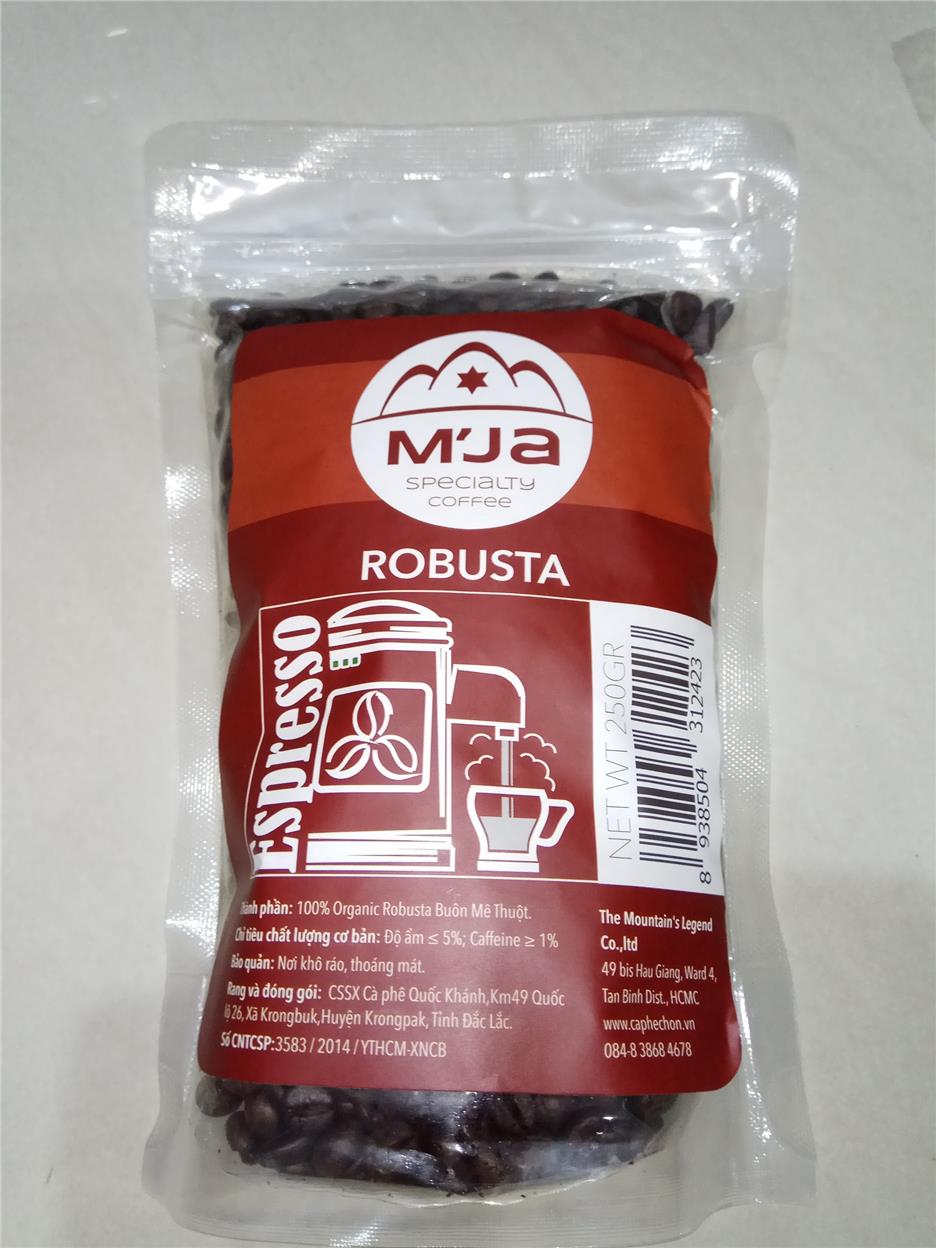 M'Ja
SPECIALTY
COFFEE
ROBUSTA
Espresso
NET WT 250GR
8 938504 312423
Thành phần: 100% Organic Robusta Buôn Mê Thuột.
Chỉ tiêu chất lượng cơ bản: Độ ẩm ≤ 5%; Caffeine ≥ 1%
Bảo quản: Nơi khô ráo, thoáng mát.
Rang và đóng gói: CSSX Cà phê Quốc Khánh,Km49 Quốc
lộ 26, Xã Krongbuk,Huyện Krongpak, Tỉnh Đắc Lắc.
Số CNTCSP:3583 / 2014 / YTHCM-XNCB
The Mountain's Legend
Co.,ltd
49 bis Hau Giang, Ward 4,
Tan Binh Dist., HCMC
www.caphechon.vn
084-8 3868 4678